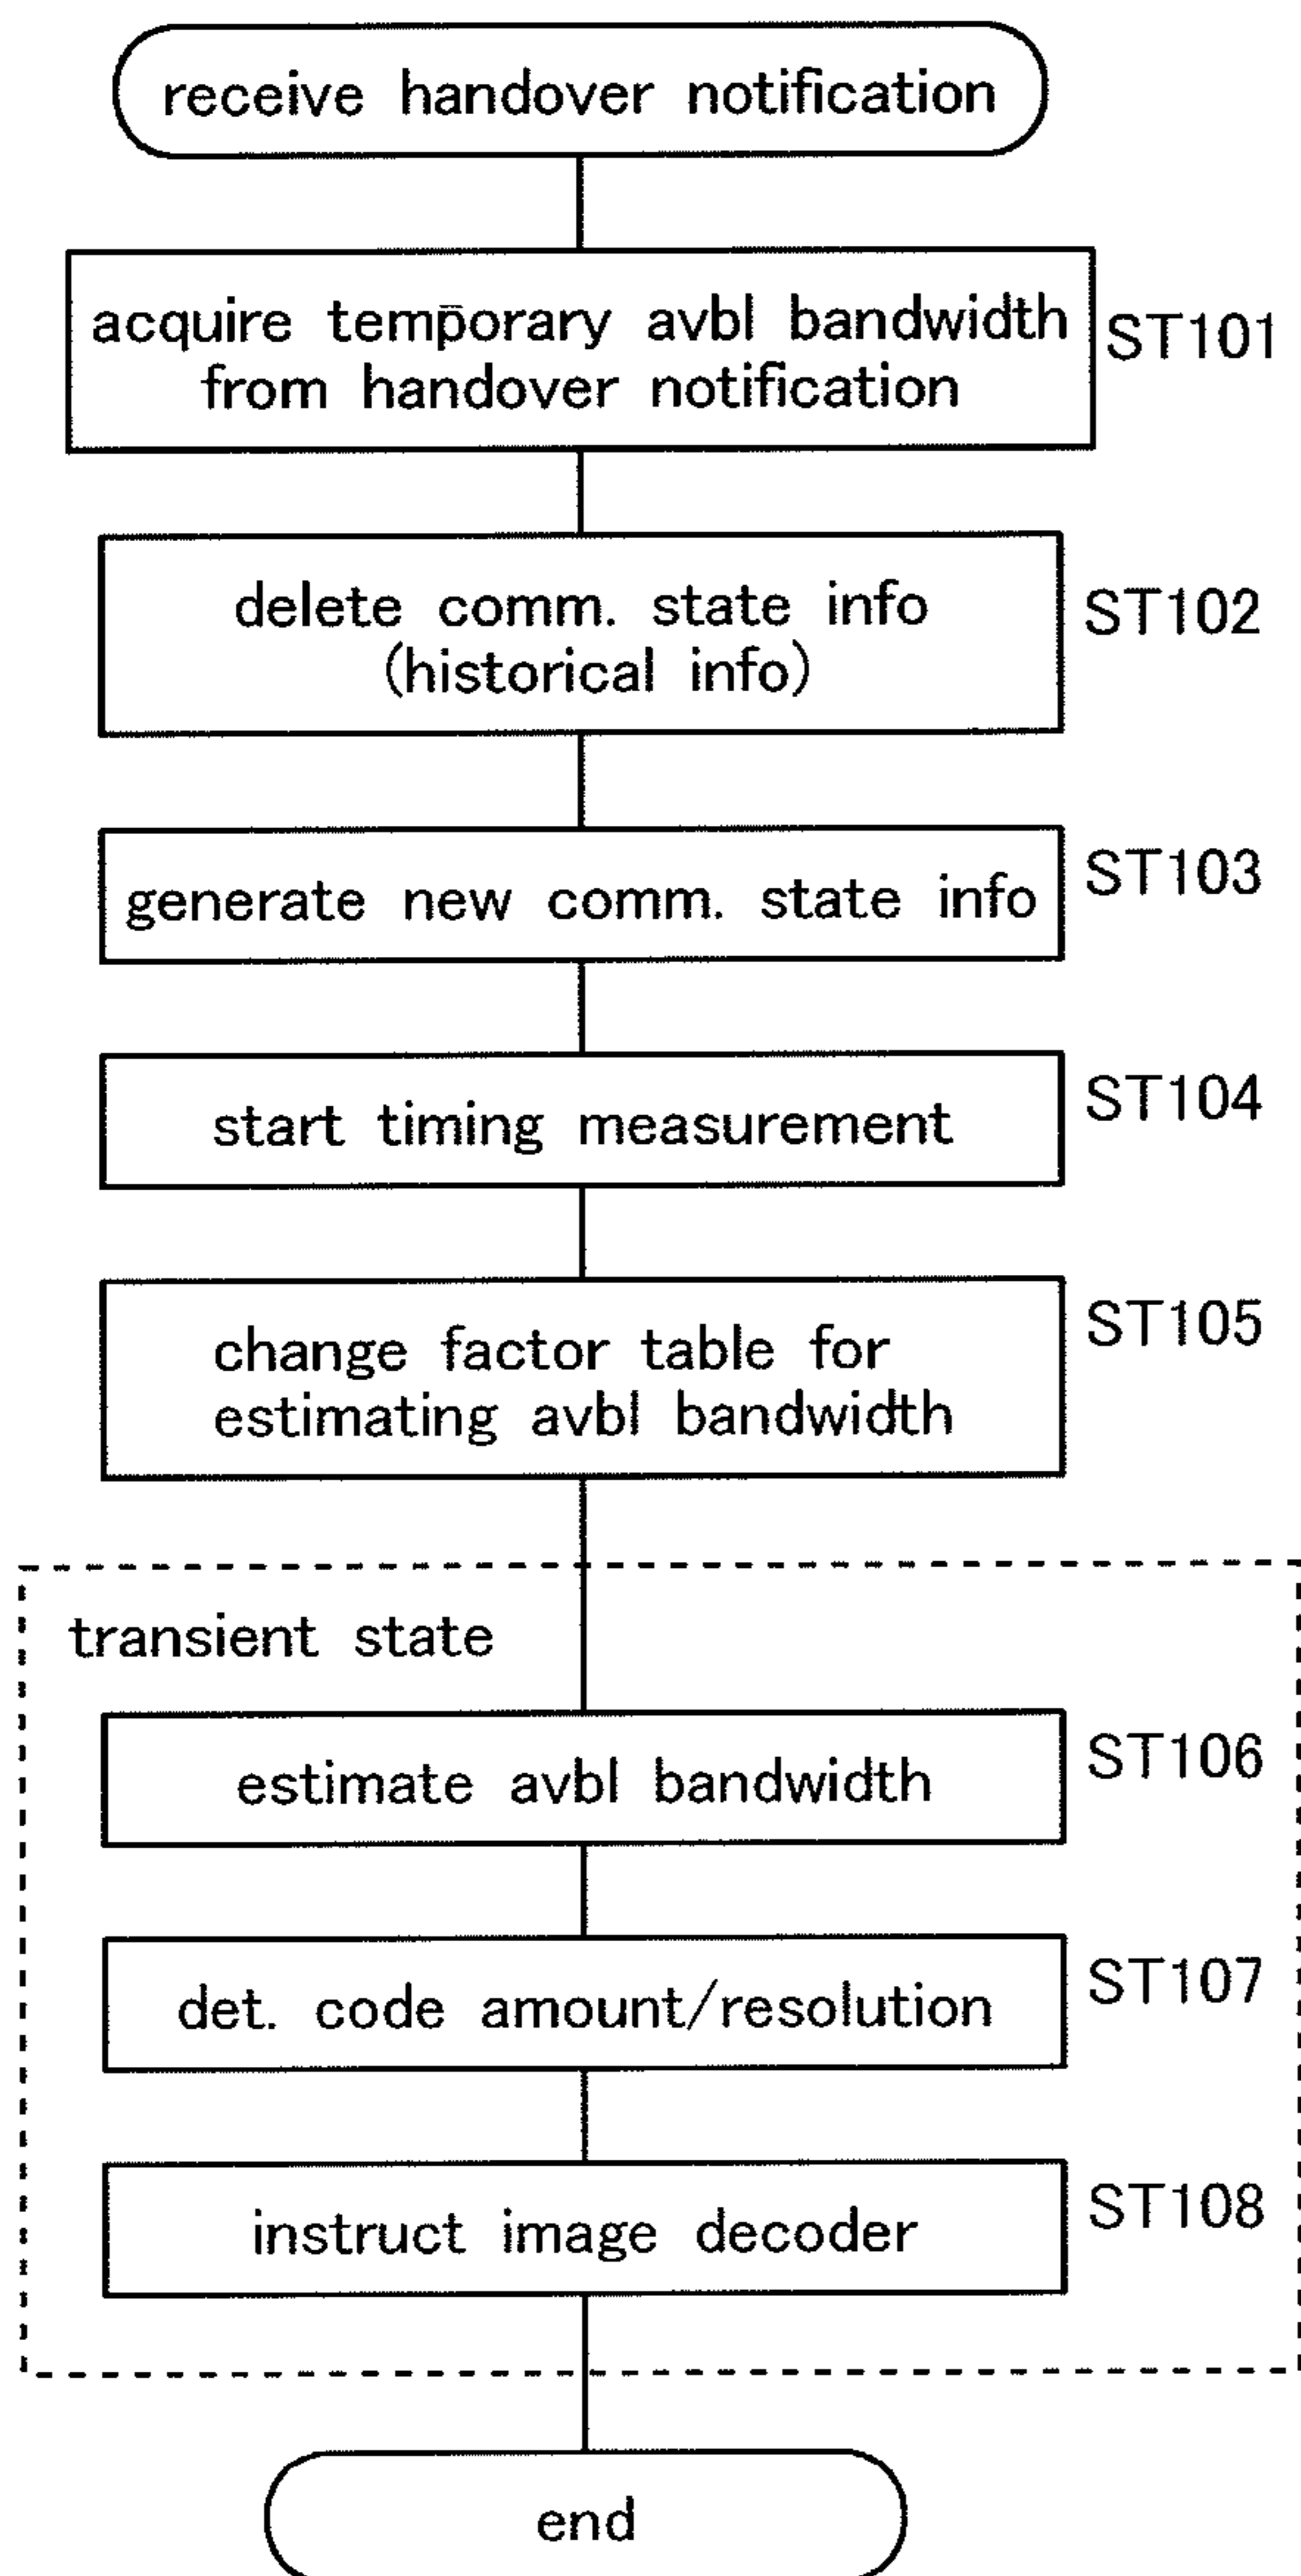 receive handover notification
acquire temporary avbl bandwidth
from handover notification
ST101
delete comm. state info
(historical info)
ST102
generate new comm. state info
ST103
start timing measurement
ST104
change factor table for
estimating avbl bandwidth
ST105
transient state
estimate avbl bandwidth
ST106
det. code amount/resolution
ST107
instruct image decoder
ST108
end